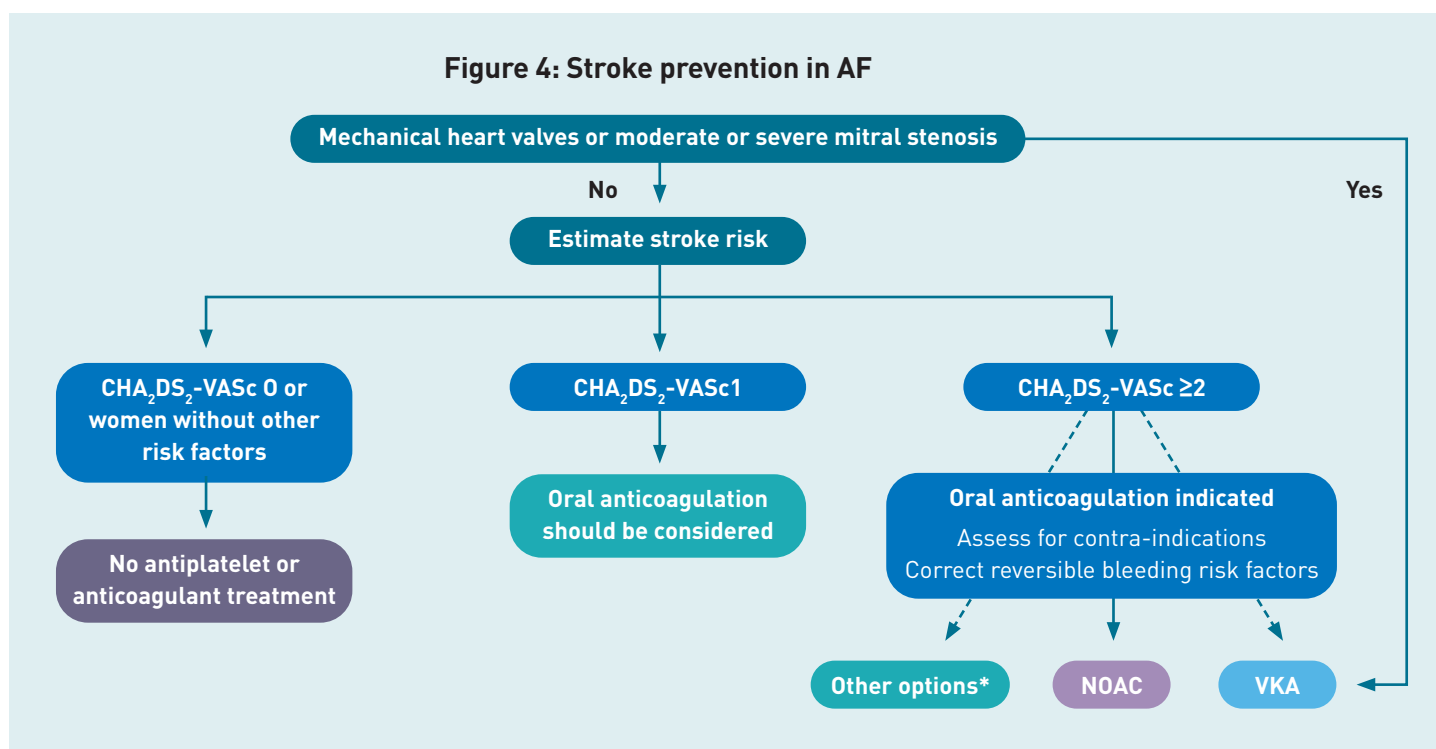 Figure 4: Stroke prevention in AF
Mechanical heart valves or moderate or severe mitral stenosis
No
Yes
Estimate stroke risk
CHA₂DS₂-VASc 0 or
women without other
risk factors
CHA₂DS₂-VASc1
CHA₂DS₂-VASc ≥2
No antiplatelet or
anticoagulant treatment
Oral anticoagulation
should be considered
Oral anticoagulation indicated
Assess for contra-indications
Correct reversible bleeding risk factors
Other options*
NOAC
VKA